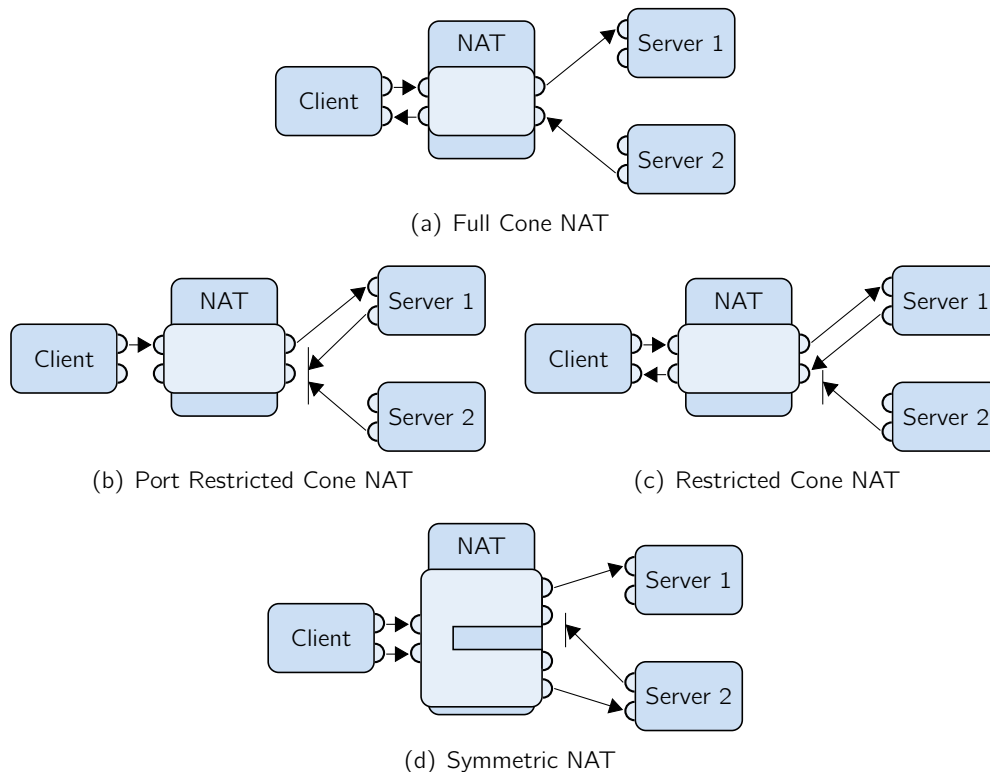 NAT
Server 1
Client
Server 2
(a) Full Cone NAT
NAT
Server 1
Client
Server 2
(b) Port Restricted Cone NAT
NAT
Server 1
Client
Server 2
(c) Restricted Cone NAT
NAT
Server 1
Client
Server 2
(d) Symmetric NAT